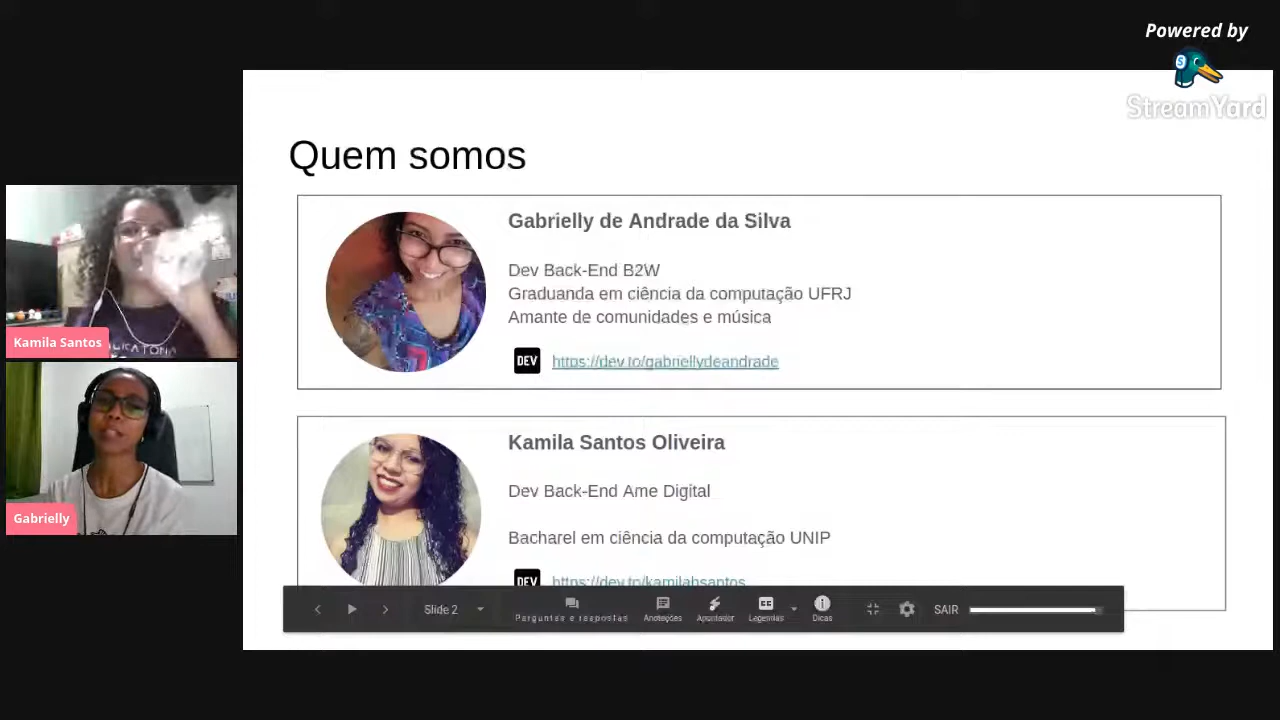 Powered by
StreamYard
Quem somos
Gabrielly de Andrade da Silva
Dev Back-End B2W
Graduanda em ciência da computação UFRJ
Amante de comunidades e música
DEV
https://dev.to/gabriellydeandrade
Kamila Santos
Gabrielly
Kamila Santos Oliveira
Dev Back-End Ame Digital
Bacharel em ciência da computação UNIP
DEV
https://dev.to/kamilahsantos
Slide 2
Perguntas e respostas
Anotações
Apontador
Legendas
Dicas
SAIR